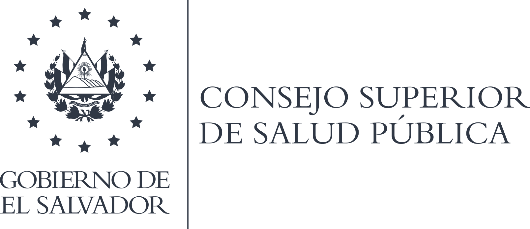 GOBIERNO DE
EL SALVADOR
CONSEJO SUPERIOR
DE SALUD PÚBLICA